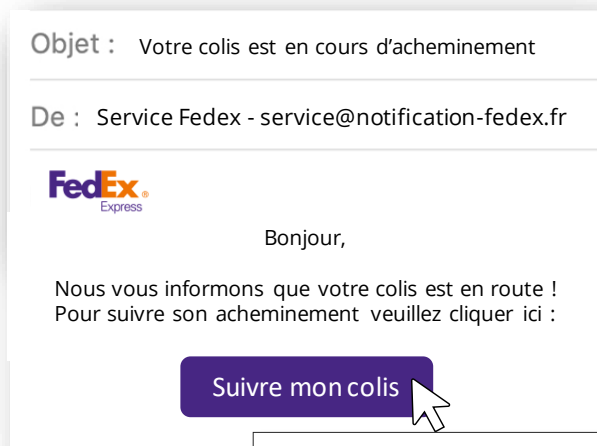 Objet : Votre colis est en cours d’acheminement
De : Service Fedex - service@notification-fedex.fr
FedEx®
Express
Bonjour,
Nous vous informons que votre colis est en route !
Pour suivre son acheminement veuillez cliquer ici :
Suivre mon colis